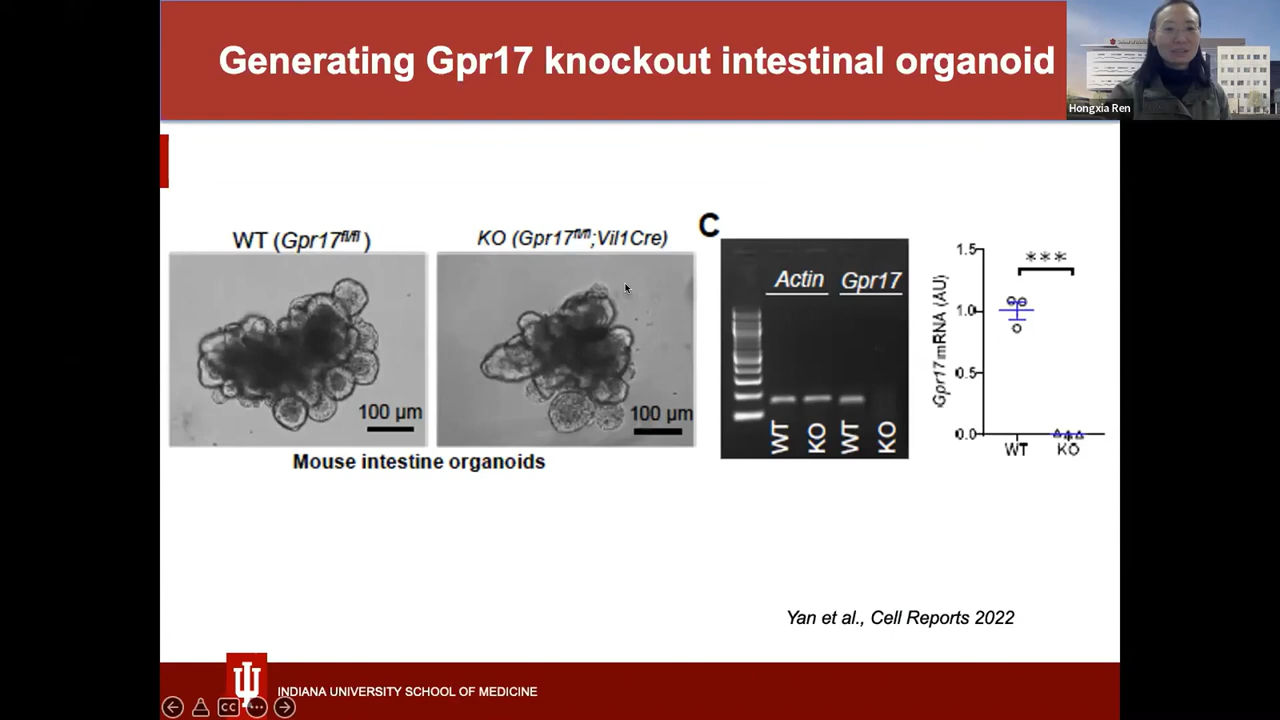 Generating Gpr17 knockout intestinal organoid
Hongxia Ren
WT (Gpr17fl/fl)
KO (Gpr17fl/fl;Vil1Cre)
100 µm
100 µm
Mouse intestine organoids
C
Actin
Gpr17
WT
KO
WT
KO
Gpr17 mRNA (AU)
1.5
1.0
0.5
0.0
***
WT
KO
Yan et al., Cell Reports 2022
INDIANA UNIVERSITY SCHOOL OF MEDICINE
CC